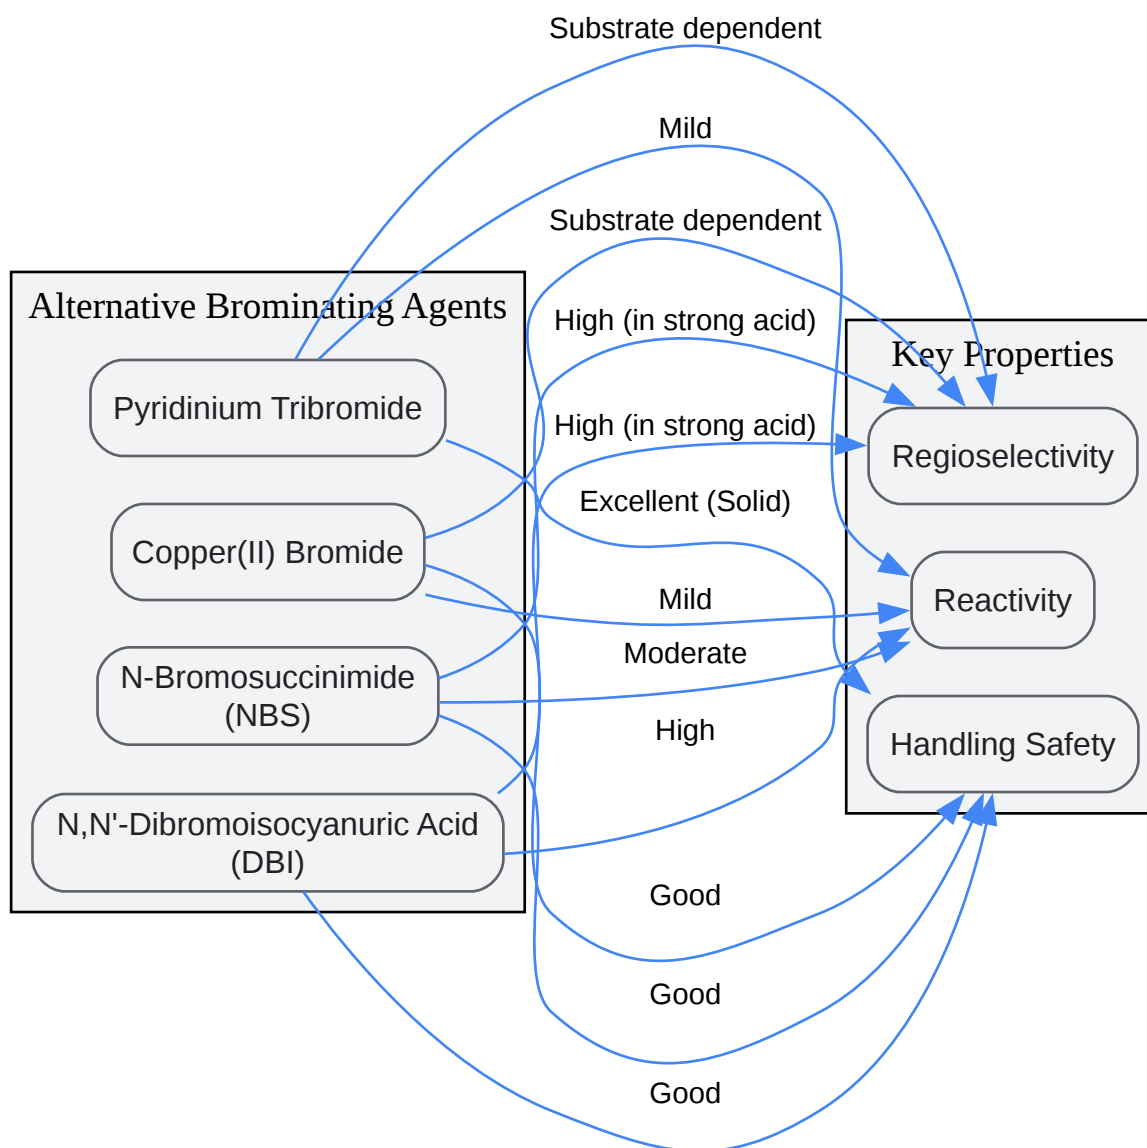 Substrate dependent
Mild
Substrate dependent
Alternative Brominating Agents
High (in strong acid)
Key Properties
Pyridinium Tribromide
High (in strong acid)
Regioselectivity
Excellent (Solid)
Copper(II) Bromide
Mild
Reactivity
Moderate
N-Bromosuccinimide
(NBS)
High
Handling Safety
N,N'-Dibromoisocyanuric Acid
(DBI)
Good
Good
Good